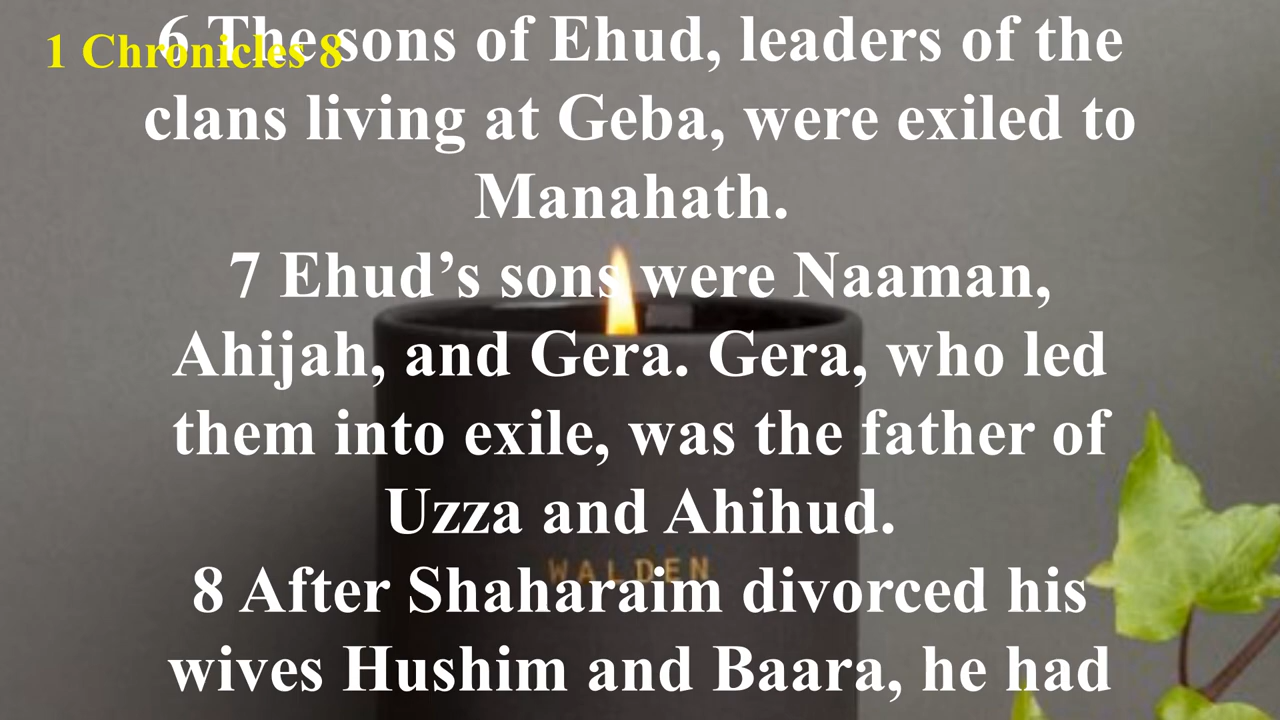 1 Chronicles 8
6 The sons of Ehud, leaders of the
clans living at Geba, were exiled to
Manahath.
7 Ehud’s sons were Naaman,
Ahijah, and Gera. Gera, who led
them into exile, was the father of
Uzza and Ahihud.
WALDEN
8 After Shaharaim divorced his
wives Hushim and Baara, he had